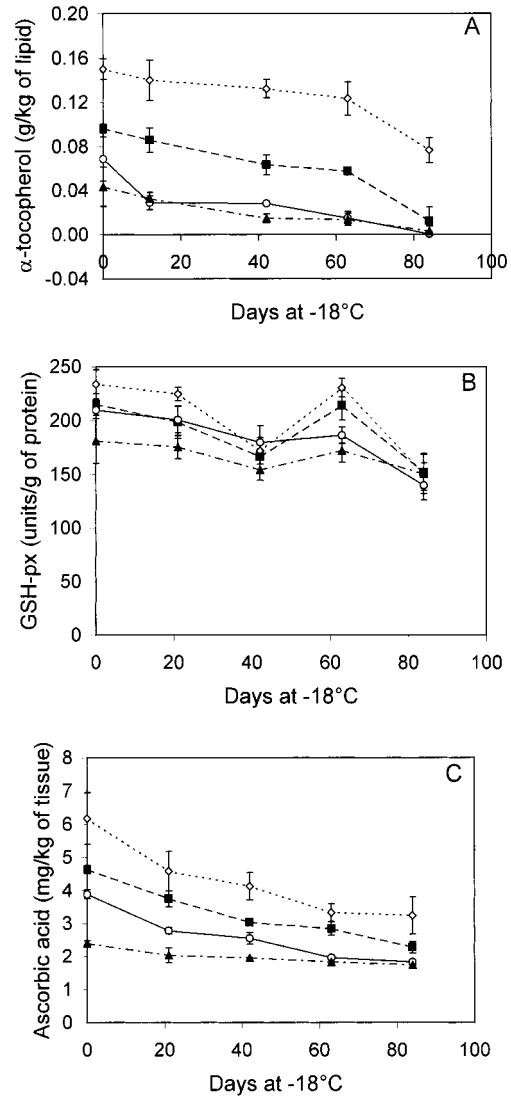 A
0.20
0.16
0.12
0.08
0.04
0.00
-0.04
0 20 40 60 80 100
α-tocopherol (g/kg of lipid)
Days at -18°C
B
250
200
150
100
50
0
0 20 40 60 80 100
GSH-px (units/g of protein)
Days at -18°C
C
8
7
6
5
4
3
2
1
0
0 20 40 60 80 100
Ascorbic acid (mg/kg of tissue)
Days at -18°C